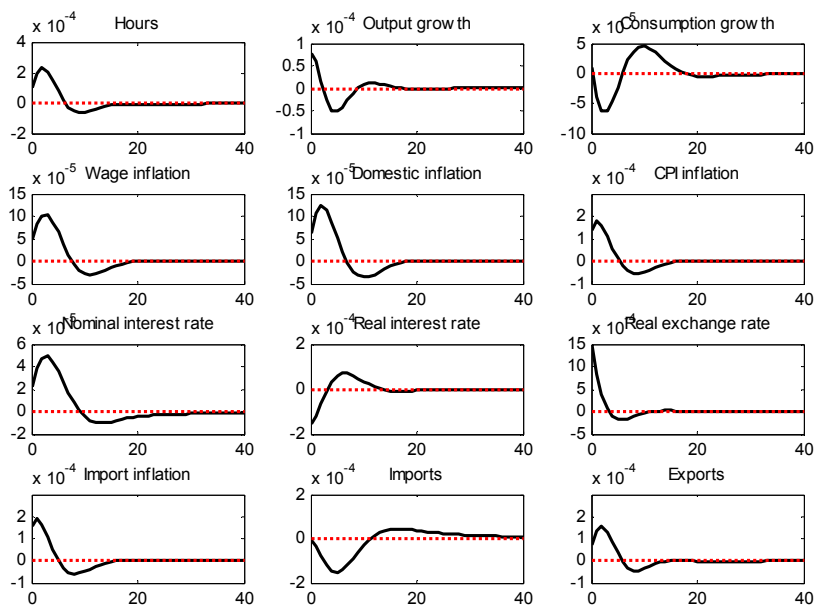 x 10^-4 Hours
4
2
0
-2
0 20 40
x 10^-4 Output growth
1
0.5
0
-0.5
-1
0 20 40
x 10^-5 Consumption growth
5
0
-5
-10
0 20 40
x 10^-5 Wage inflation
15
10
5
0
-5
0 20 40
x 10^-5 Domestic inflation
15
10
5
0
-5
0 20 40
x 10^-4 CPI inflation
2
1
0
-1
0 20 40
x 10^-5 Nominal interest rate
6
4
2
0
-2
0 20 40
x 10^-4 Real interest rate
2
0
-2
0 20 40
x 10^-4 Real exchange rate
15
10
5
0
-5
0 20 40
x 10^-4 Import inflation
2
1
0
-1
0 20 40
x 10^-4 Imports
2
0
-2
0 20 40
x 10^-4 Exports
2
1
0
-1
0 20 40